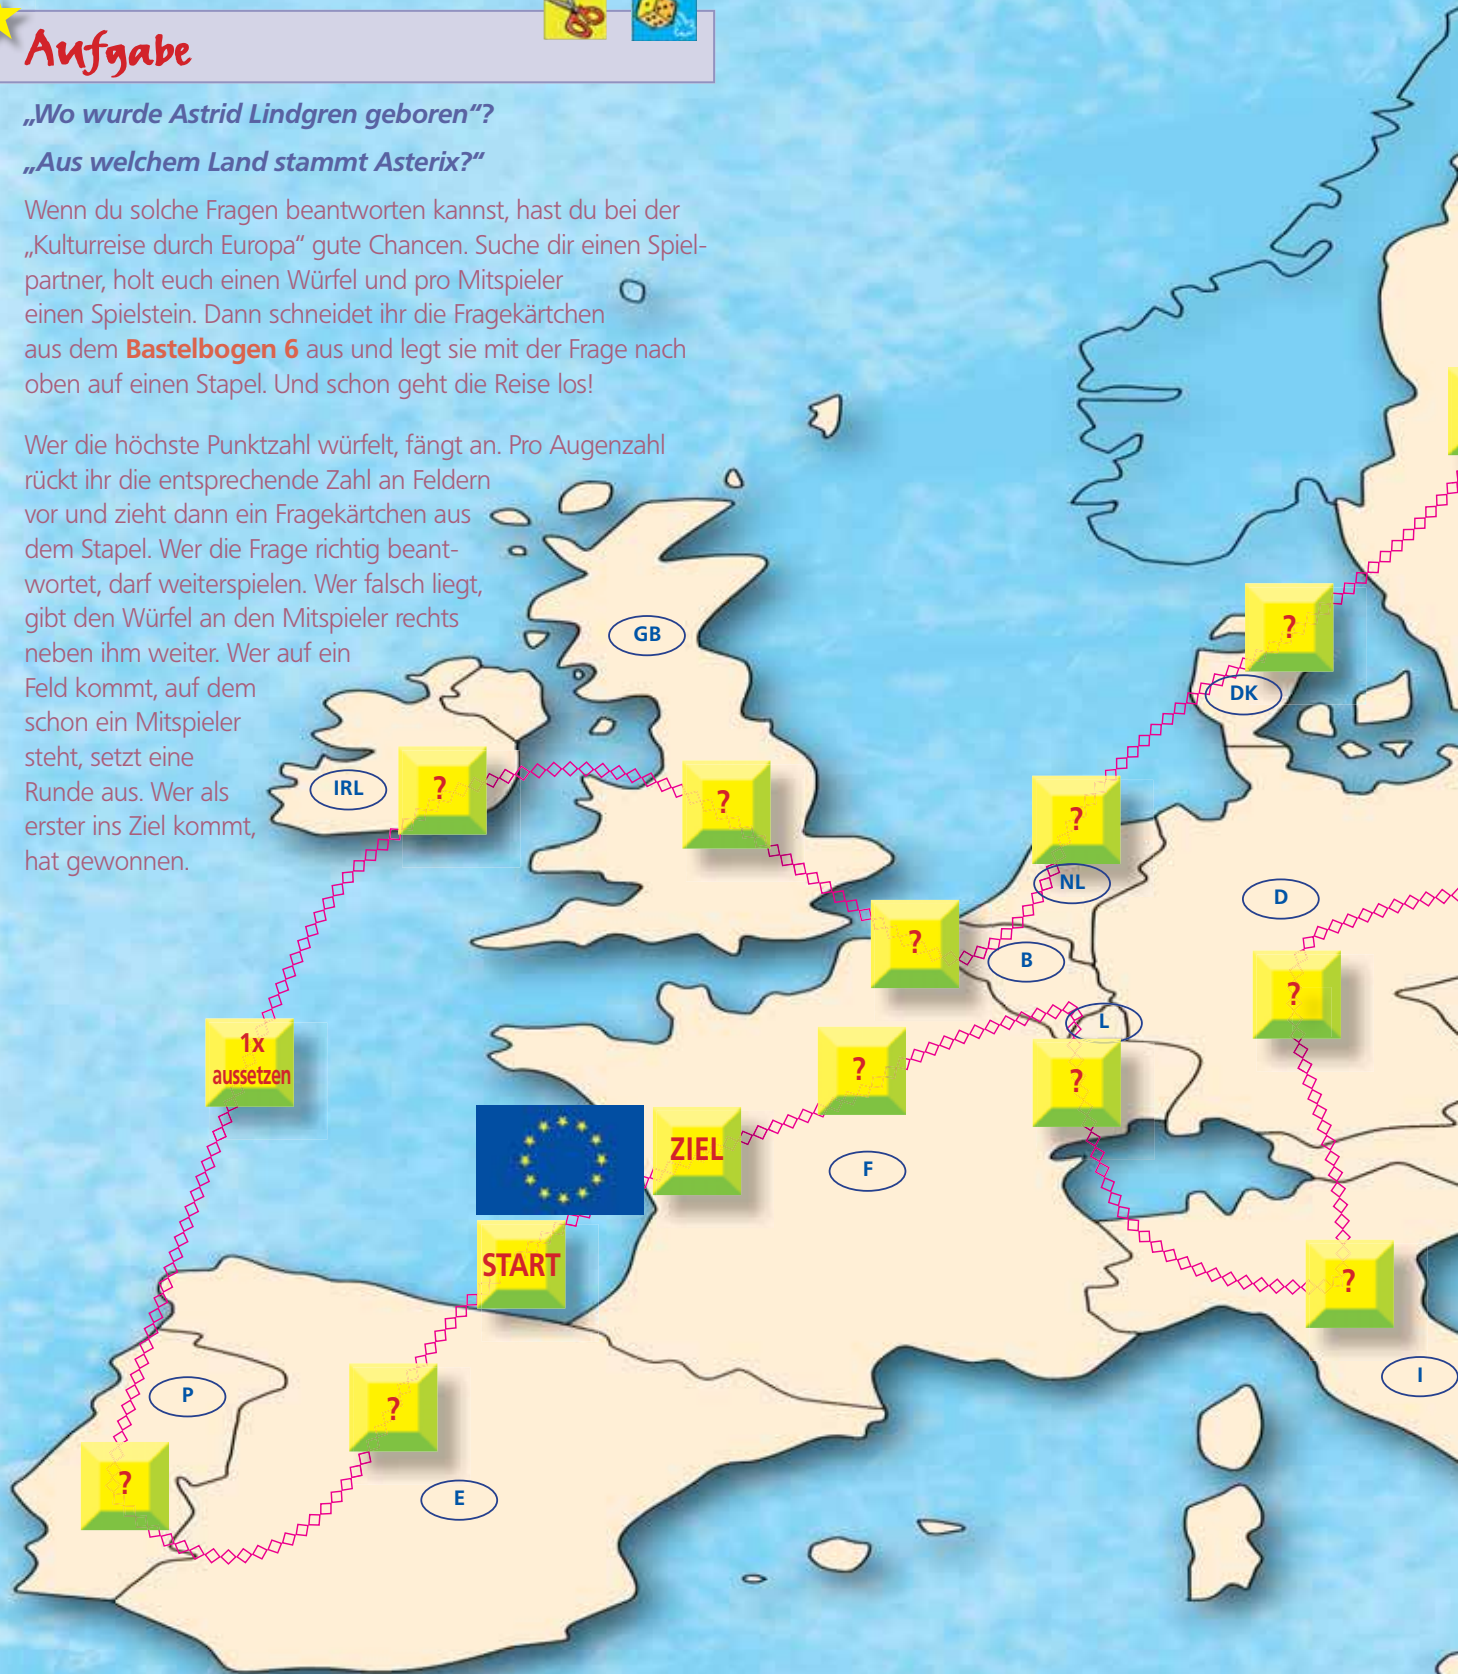 Aufgabe
„Wo wurde Astrid Lindgren geboren“?
„Aus welchem Land stammt Asterix?“
Wenn du solche Fragen beantworten kannst, hast du bei der
„Kulturreise durch Europa“ gute Chancen. Suche dir einen Spiel-
partner, holt euch einen Würfel und pro Mitspieler
einen Spielstein. Dann schneidet ihr die Fragekärtchen
aus dem Bastelbogen 6 aus und legt sie mit der Frage nach
oben auf einen Stapel. Und schon geht die Reise los!
Wer die höchste Punktzahl würfelt, fängt an. Pro Augenzahl
rückt ihr die entsprechende Zahl an Feldern
vor und zieht dann ein Fragekärtchen aus
dem Stapel. Wer die Frage richtig beant-
wortet, darf weiterspielen. Wer falsch liegt,
gibt den Würfel an den Mitspieler rechts
neben ihm weiter. Wer auf ein
Feld kommt, auf dem
schon ein Mitspieler
steht, setzt eine
Runde aus. Wer als
erster ins Ziel kommt,
hat gewonnen.
GB
?
DK
IRL
?
?
?
NL
D
?
B
?
L
1x
aussetzen
?
?
ZIEL
F
START
?
I
P
?
E
?